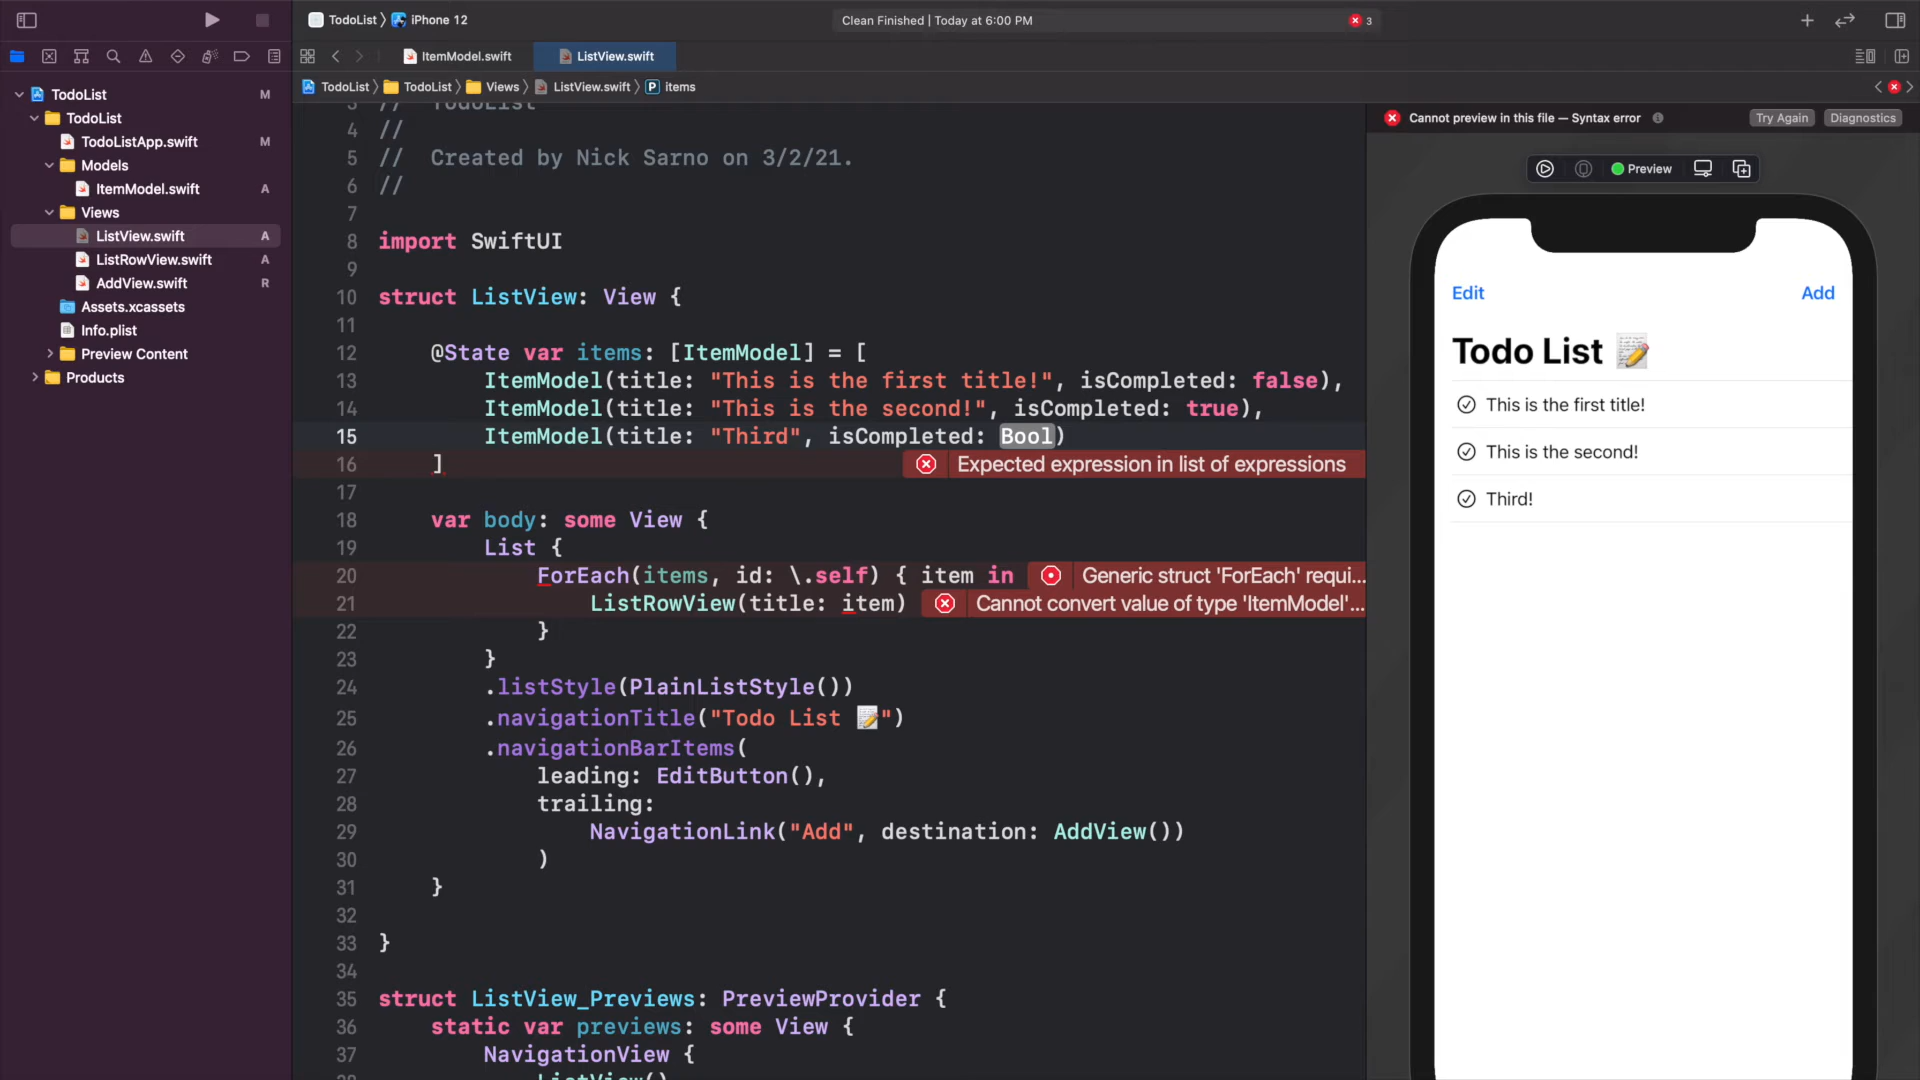 TodoList
iPhone 12
Clean Finished | Today at 6:00 PM
3
ItemModel.swift
ListView.swift
TodoList
TodoList
Views
ListView.swift
P
items
TodoList
M
TodoList
TodoListApp.swift
M
Models
ItemModel.swift
A
Views
ListView.swift
A
ListRowView.swift
A
AddView.swift
R
Assets.xcassets
Info.plist
Preview Content
Products
3 // TodoList
4 //
5 // Created by Nick Sarno on 3/2/21.
6 //
7
8 import SwiftUI
9
10 struct ListView: View {
11
12 @State var items: [ItemModel] = [
13 ItemModel(title: "This is the first title!", isCompleted: false),
14 ItemModel(title: "This is the second!", isCompleted: true),
15 ItemModel(title: "Third", isCompleted: Bool)
16 ]
Expected expression in list of expressions
17
18 var body: some View {
19 List {
20 ForEach(items, id: \.self) { item in
Generic struct 'ForEach' requi...
21 ListRowView(title: item)
Cannot convert value of type 'ItemModel'...
22 }
23 }
24 .listStyle(PlainListStyle())
25 .navigationTitle("Todo List 📝")
26 .navigationBarItems(
27 leading: EditButton(),
28 trailing:
29 NavigationLink("Add", destination: AddView())
30 )
31 }
32
33 }
34
35 struct ListView_Previews: PreviewProvider {
36 static var previews: some View {
37 NavigationView {
38 ListView()
Cannot preview in this file — Syntax error
Try Again
Diagnostics
Preview
Edit
Add
Todo List 📝
This is the first title!
This is the second!
Third!